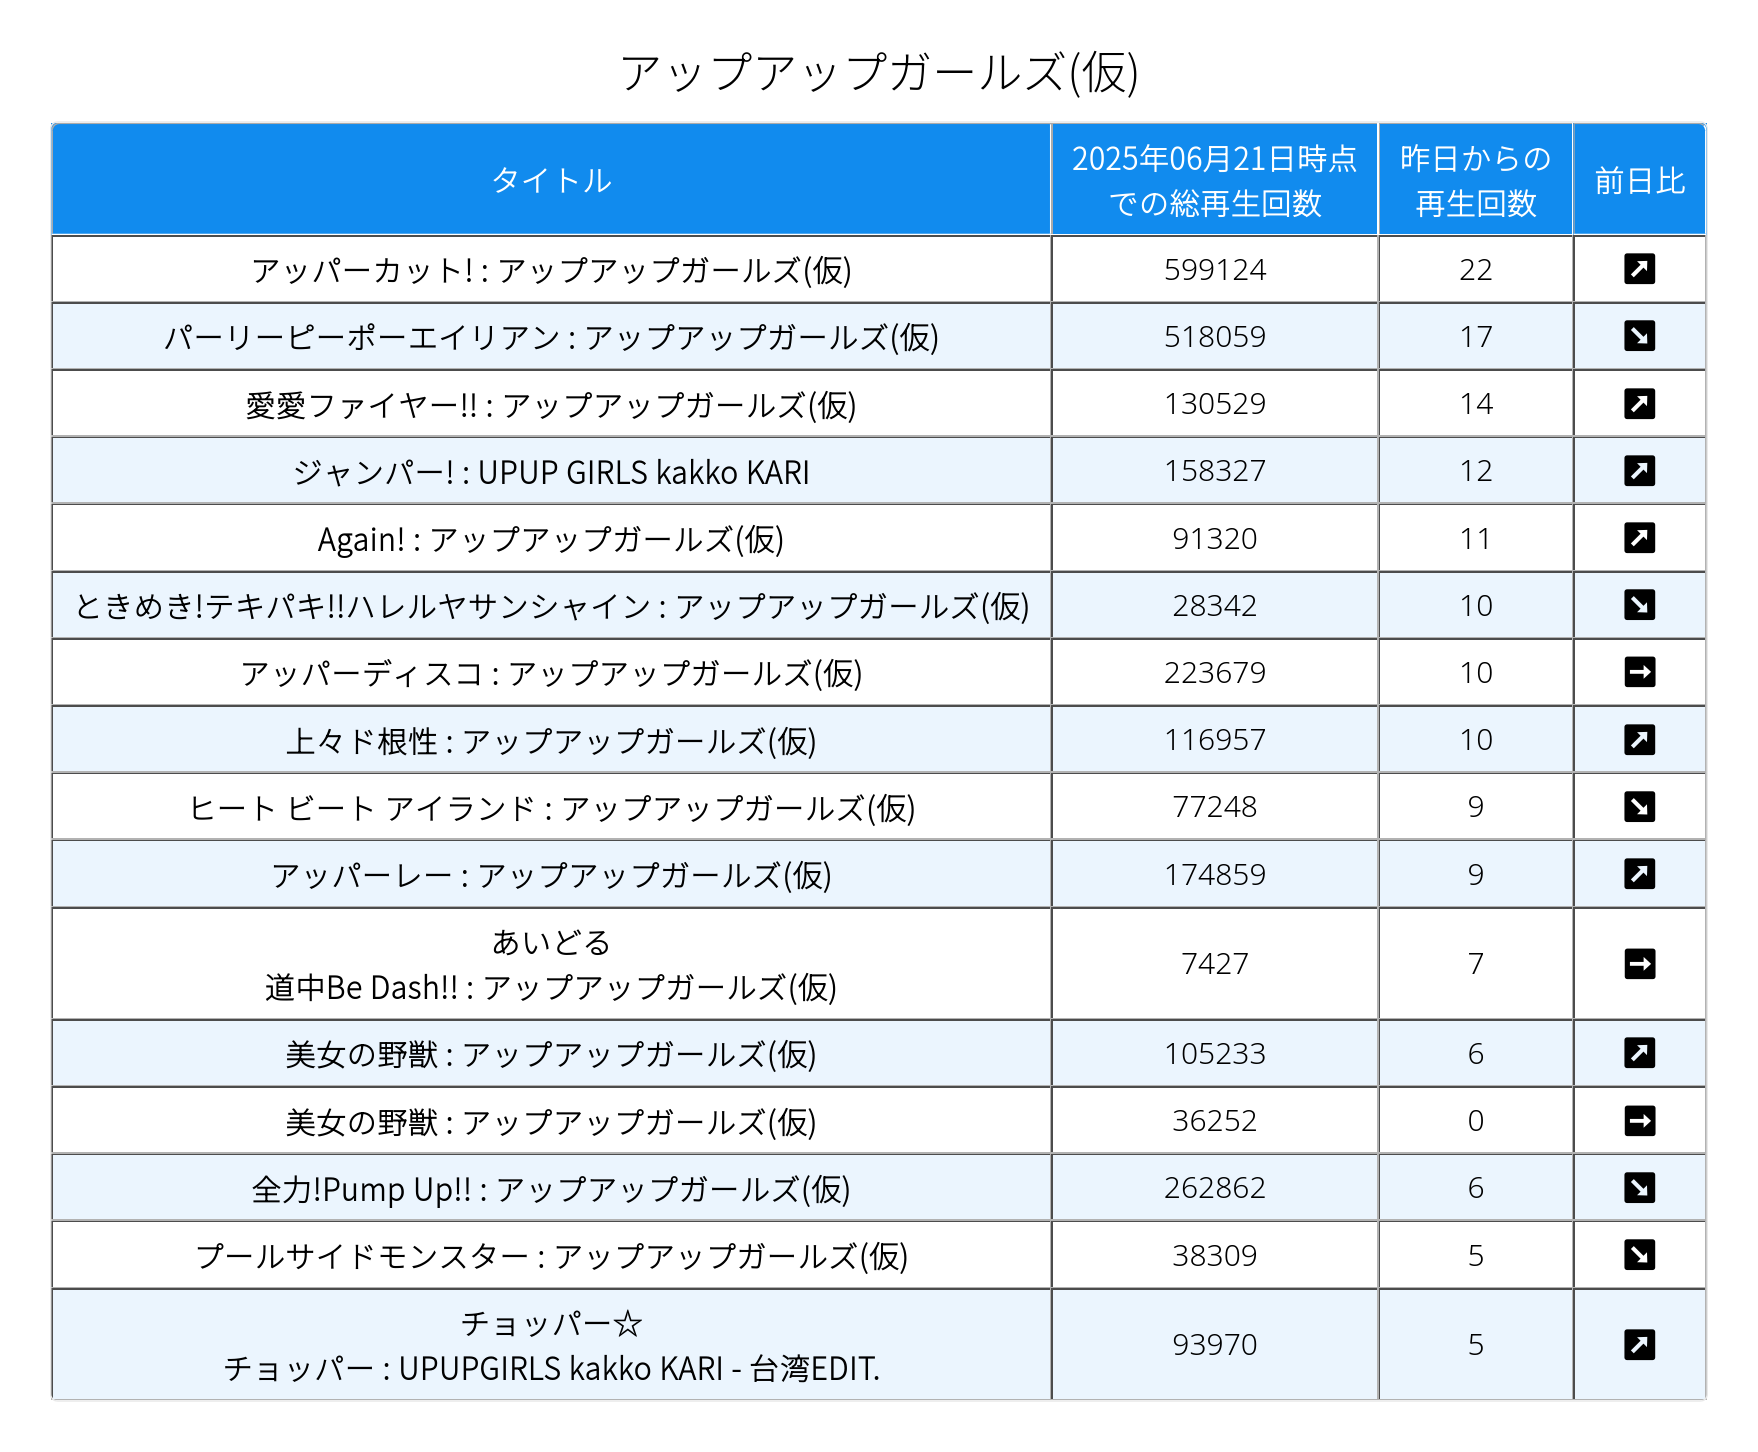 アップアップガールズ(仮)
タイトル 2025年06月21日時点での総再生回数 昨日からの再生回数 前日比
アッパーカット! : アップアップガールズ(仮) 599124 22 ↗
パーリーピーポーエイリアン : アップアップガールズ(仮) 518059 17 ↘
愛愛ファイヤー!! : アップアップガールズ(仮) 130529 14 ↗
ジャンパー! : UPUP GIRLS kakko KARI 158327 12 ↗
Again! : アップアップガールズ(仮) 91320 11 ↗
ときめき!テキパキ!!ハレルヤサンシャイン : アップアップガールズ(仮) 28342 10 ↘
アッパーディスコ : アップアップガールズ(仮) 223679 10 →
上々ド根性 : アップアップガールズ(仮) 116957 10 ↗
ヒート ビート アイランド : アップアップガールズ(仮) 77248 9 ↘
アッパーレー : アップアップガールズ(仮) 174859 9 ↗
あいどる
道中Be Dash!! : アップアップガールズ(仮) 7427 7 →
美女の野獣 : アップアップガールズ(仮) 105233 6 ↗
美女の野獣 : アップアップガールズ(仮) 36252 0 →
全力!Pump Up!! : アップアップガールズ(仮) 262862 6 ↘
プールサイドモンスター : アップアップガールズ(仮) 38309 5 ↘
チョッパー☆
チョッパー : UPUPGIRLS kakko KARI - 台湾EDIT. 93970 5 ↗